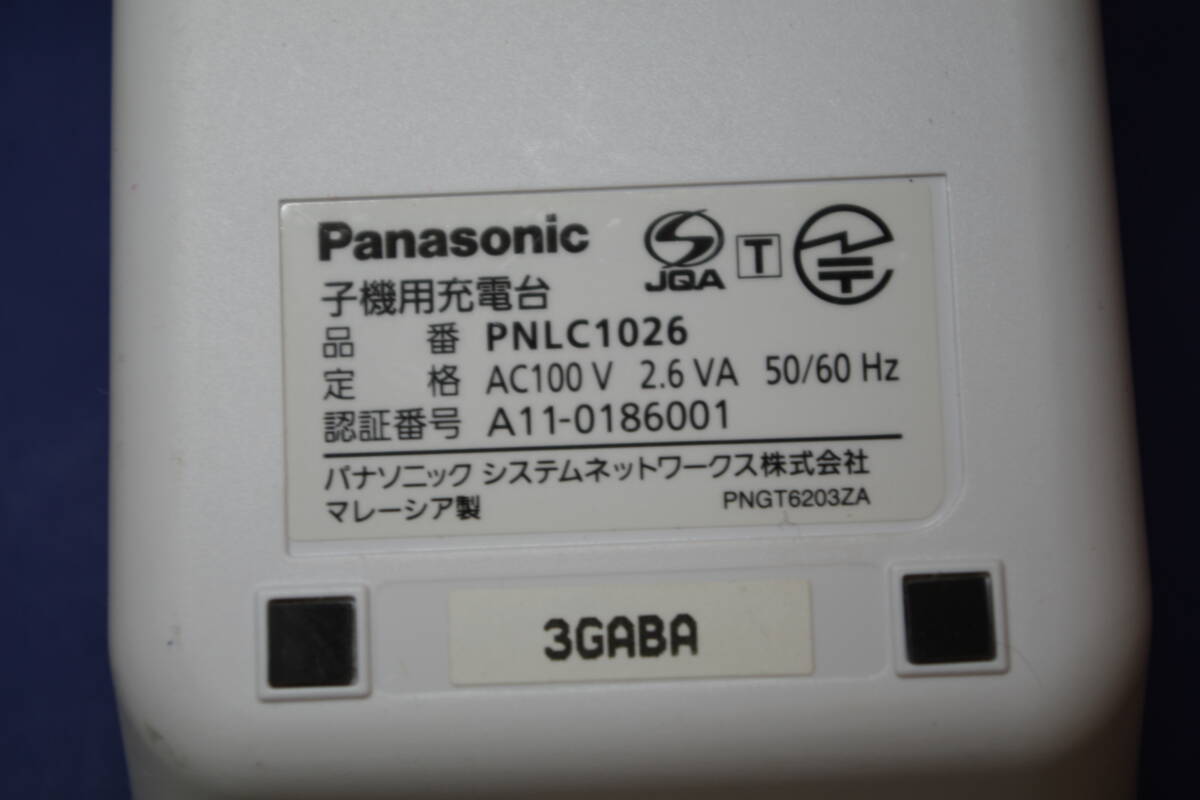 Panasonic
JQA T
子機用充電台
品 番 PNLC1026
定 格 AC100 V 2.6 VA 50/60 Hz
認証番号 A11-0186001
パナソニック システムネットワークス株式会社
マレーシア製 PNGT6203ZA
3GABA